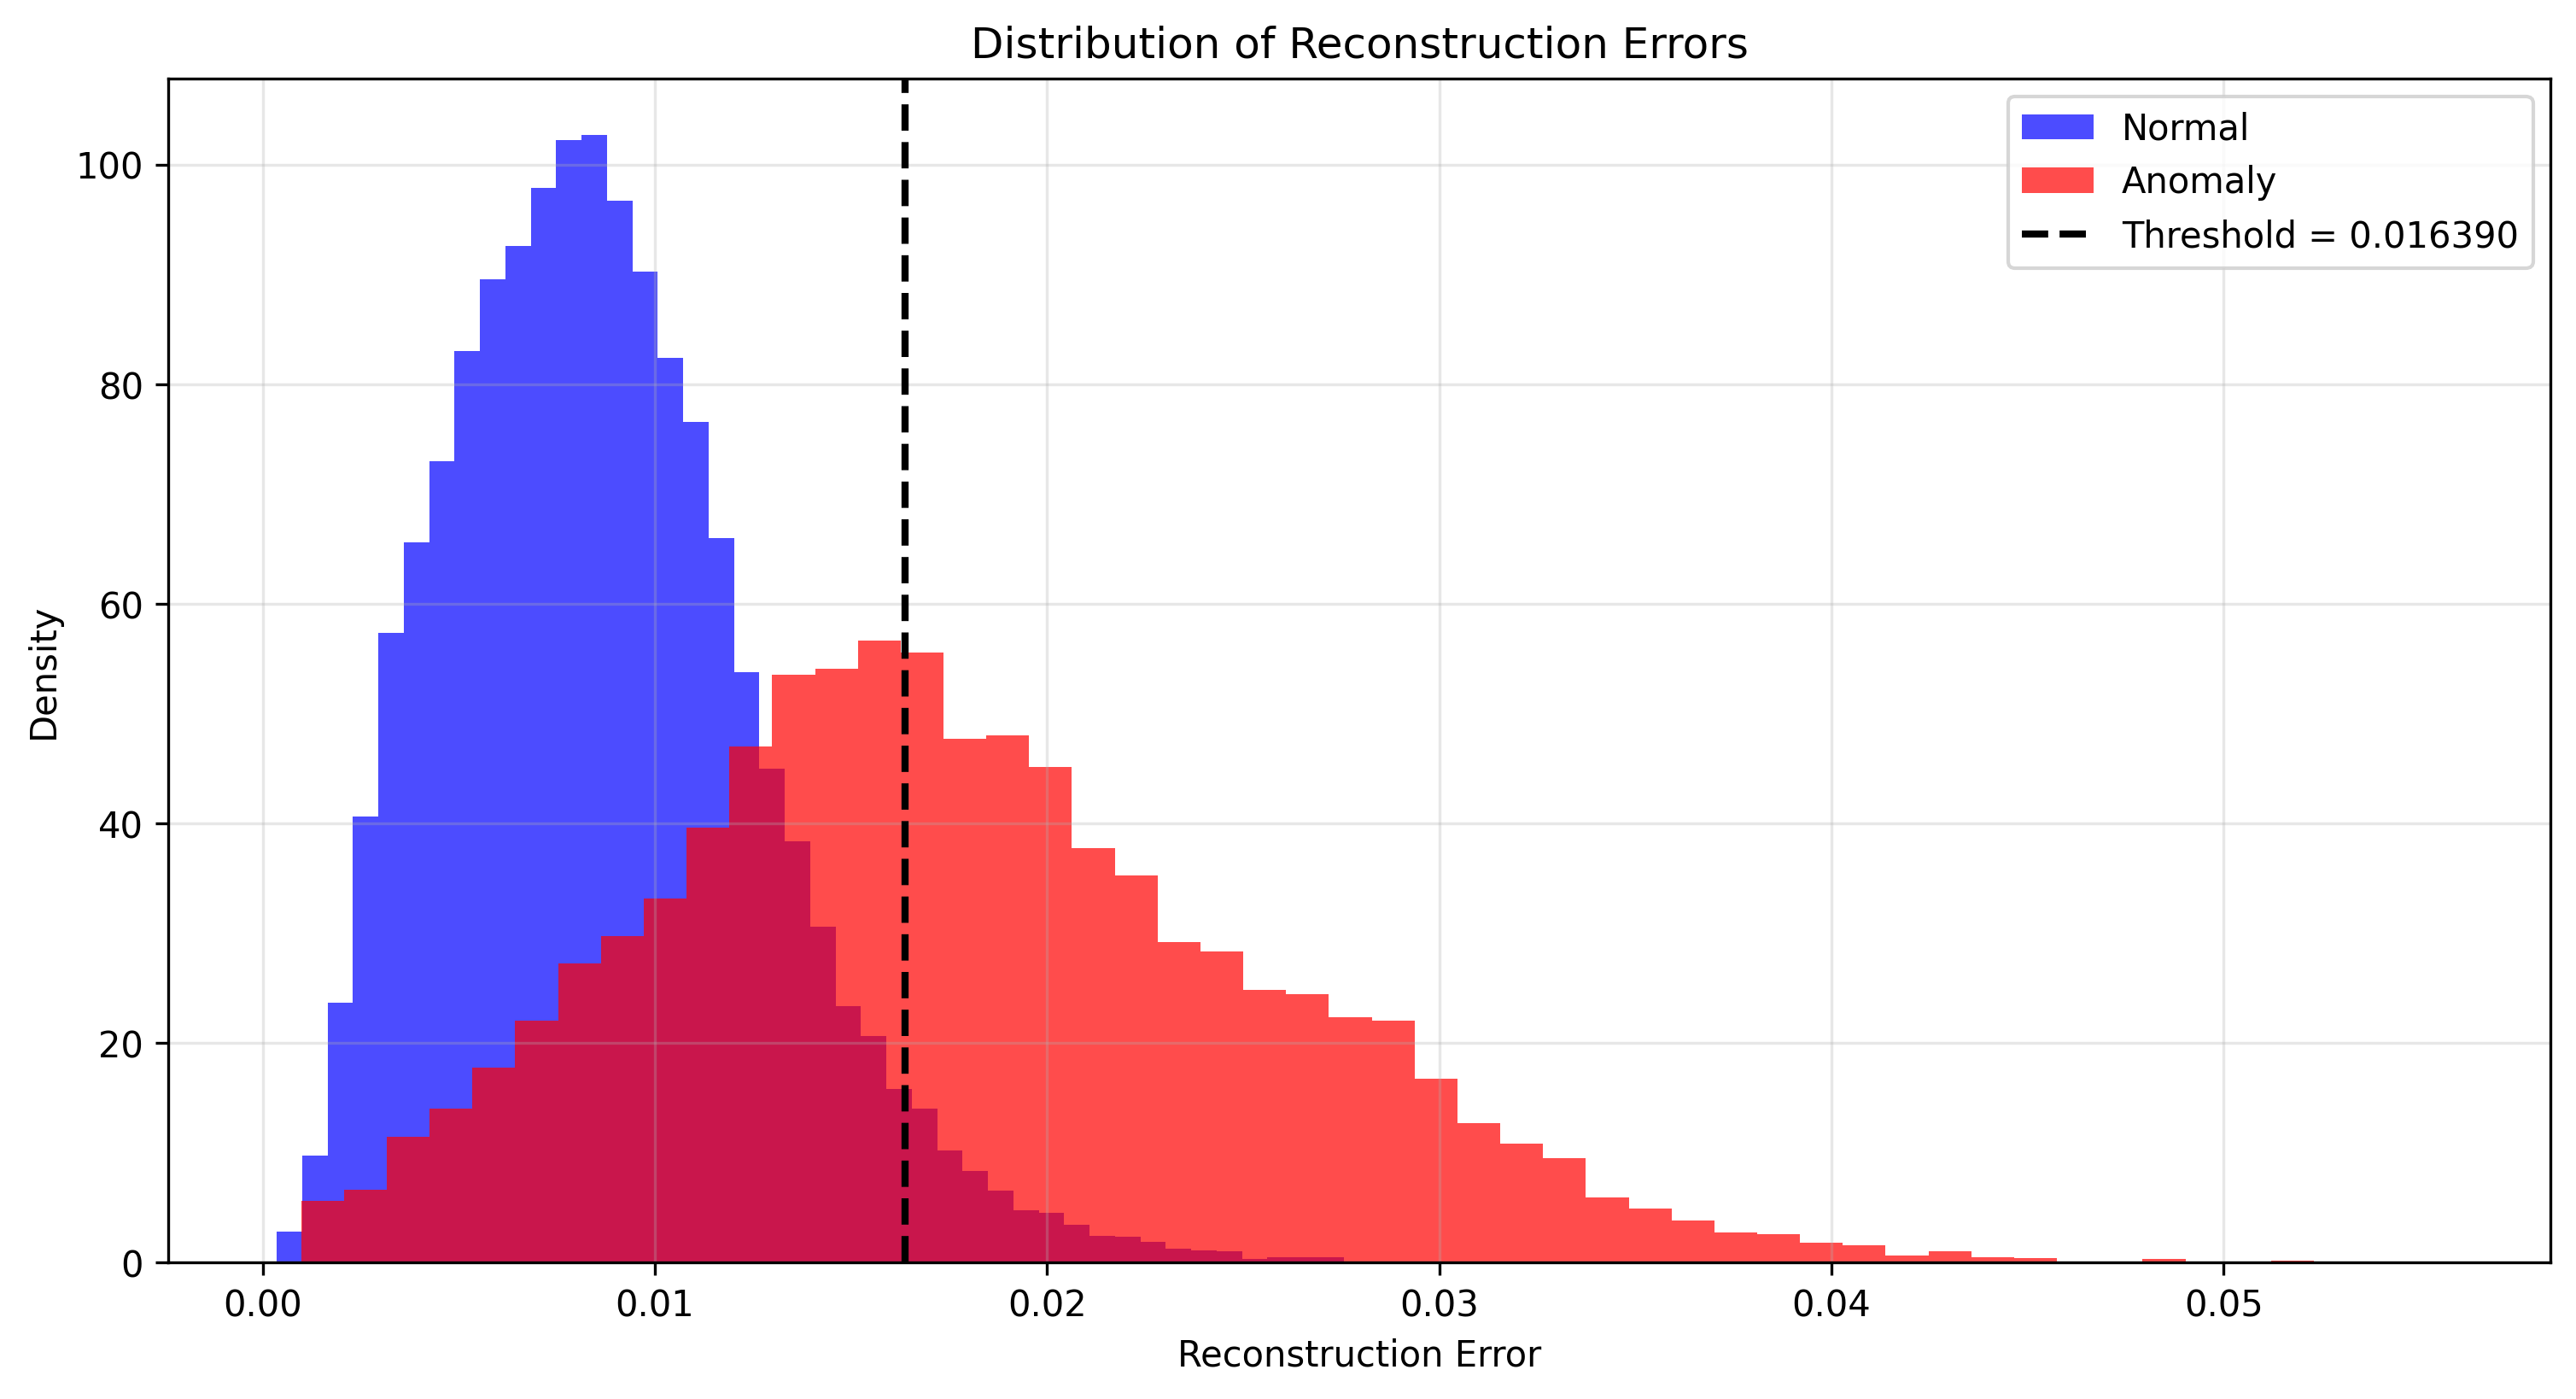 Distribution of Reconstruction Errors
Normal
Anomaly
Threshold = 0.016390
Density
100
80
60
40
20
0
0.00 0.01 0.02 0.03 0.04 0.05
Reconstruction Error